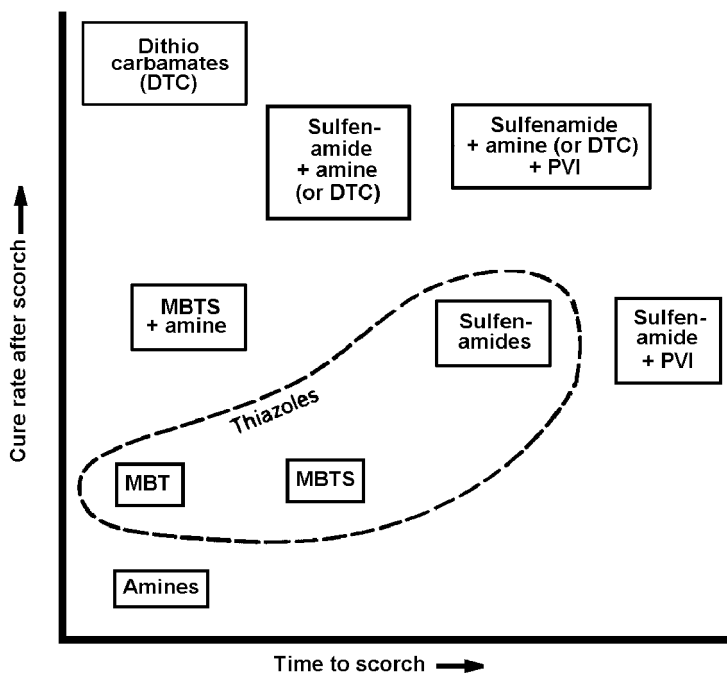 Dithio
carbamates
(DTC)
Sulfen-
amide
+ amine
(or DTC)
Sulfenamide
+ amine (or DTC)
+ PVI
MBTS
+ amine
Sulfen-
amides
Sulfen-
amide
+ PVI
Thiazoles
MBT
MBTS
Amines
Cure rate after scorch
Time to scorch